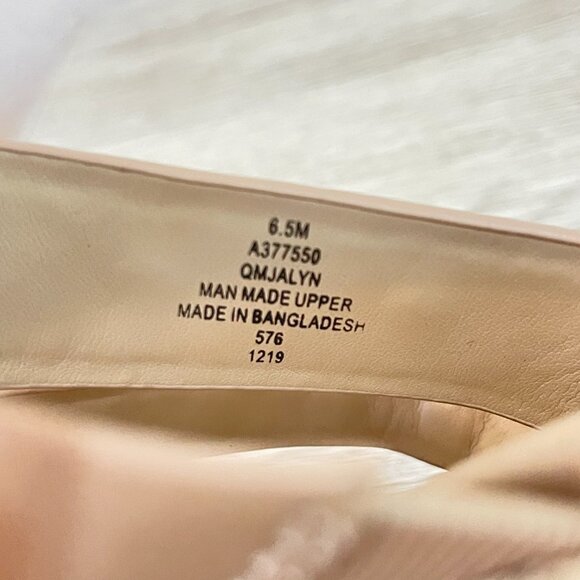 6.5M
A377550
QMJALYN
MAN MADE UPPER
MADE IN BANGLADESH
576
1219